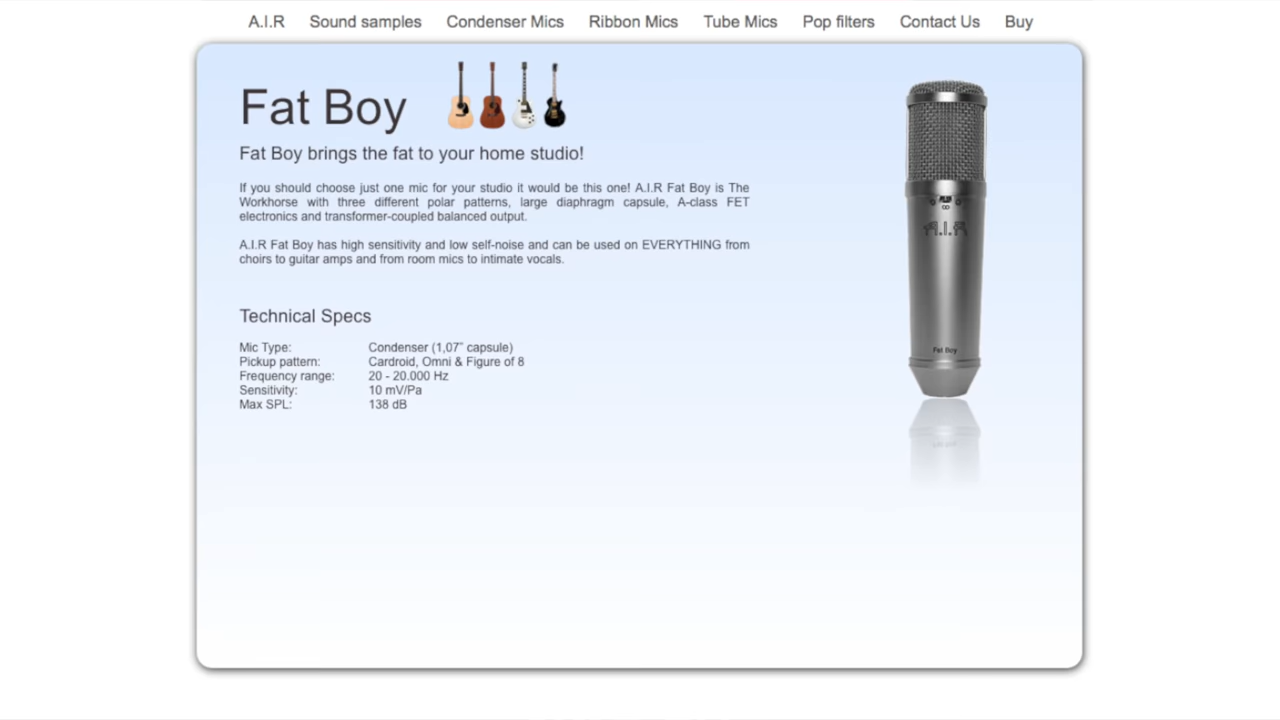 A.I.R Sound samples Condenser Mics Ribbon Mics Tube Mics Pop filters Contact Us Buy
Fat Boy
Fat Boy brings the fat to your home studio!
If you should choose just one mic for your studio it would be this one! A.I.R Fat Boy is The
Workhorse with three different polar patterns, large diaphragm capsule, A-class FET
electronics and transformer-coupled balanced output.
A.I.R Fat Boy has high sensitivity and low self-noise and can be used on EVERYTHING from
choirs to guitar amps and from room mics to intimate vocals.
Technical Specs
Mic Type: Condenser (1,07" capsule)
Pickup pattern: Cardroid, Omni & Figure of 8
Frequency range: 20 - 20.000 Hz
Sensitivity: 10 mV/Pa
Max SPL: 138 dB
A.I.R
Fat Boy